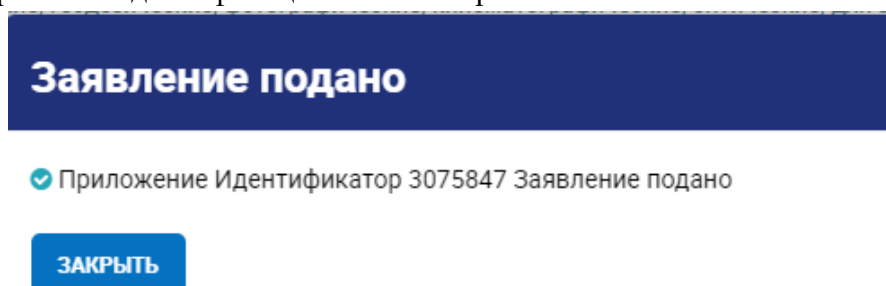 Заявление подано
Приложение Идентификатор 3075847 Заявление подано
ЗАКРЫТЬ